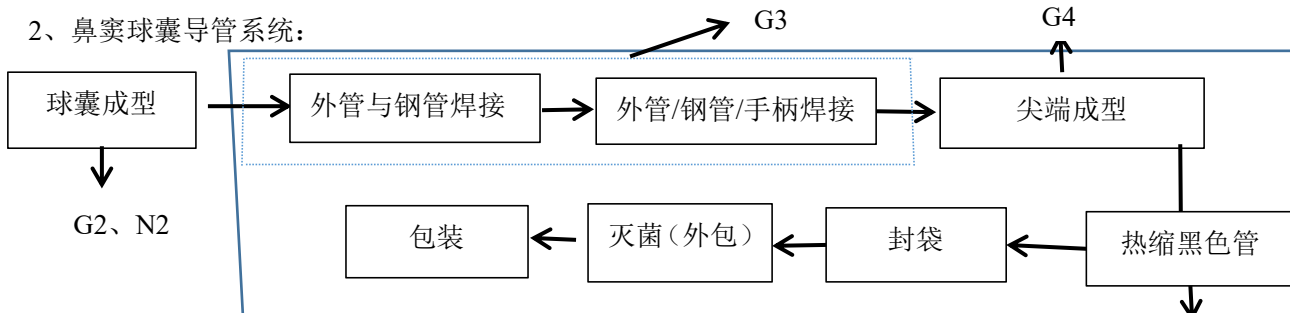 2、鼻窦球囊导管系统：
G3
G4
球囊成型
外管与钢管焊接
外管/钢管/手柄焊接
尖端成型
G2、N2
包装
灭菌（外包）
封袋
热缩黑色管